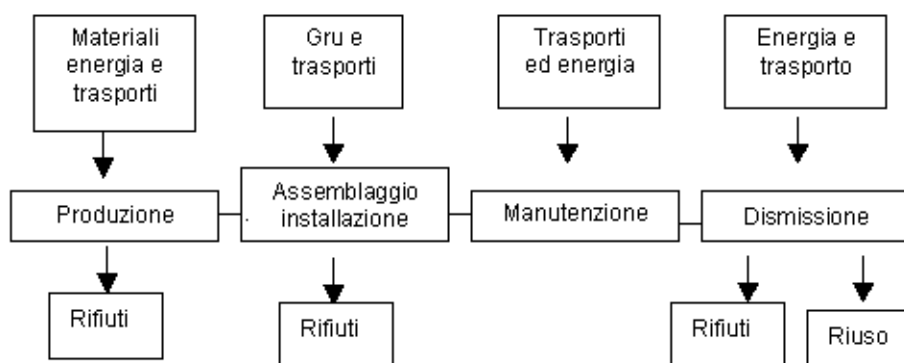 Materiali
energia e
trasporti
Gru e
trasporti
Trasporti
ed energia
Energia e
trasporto
Produzione
Assemblaggio
installazione
Manutenzione
Dismissione
Rifiuti
Rifiuti
Rifiuti
Riuso